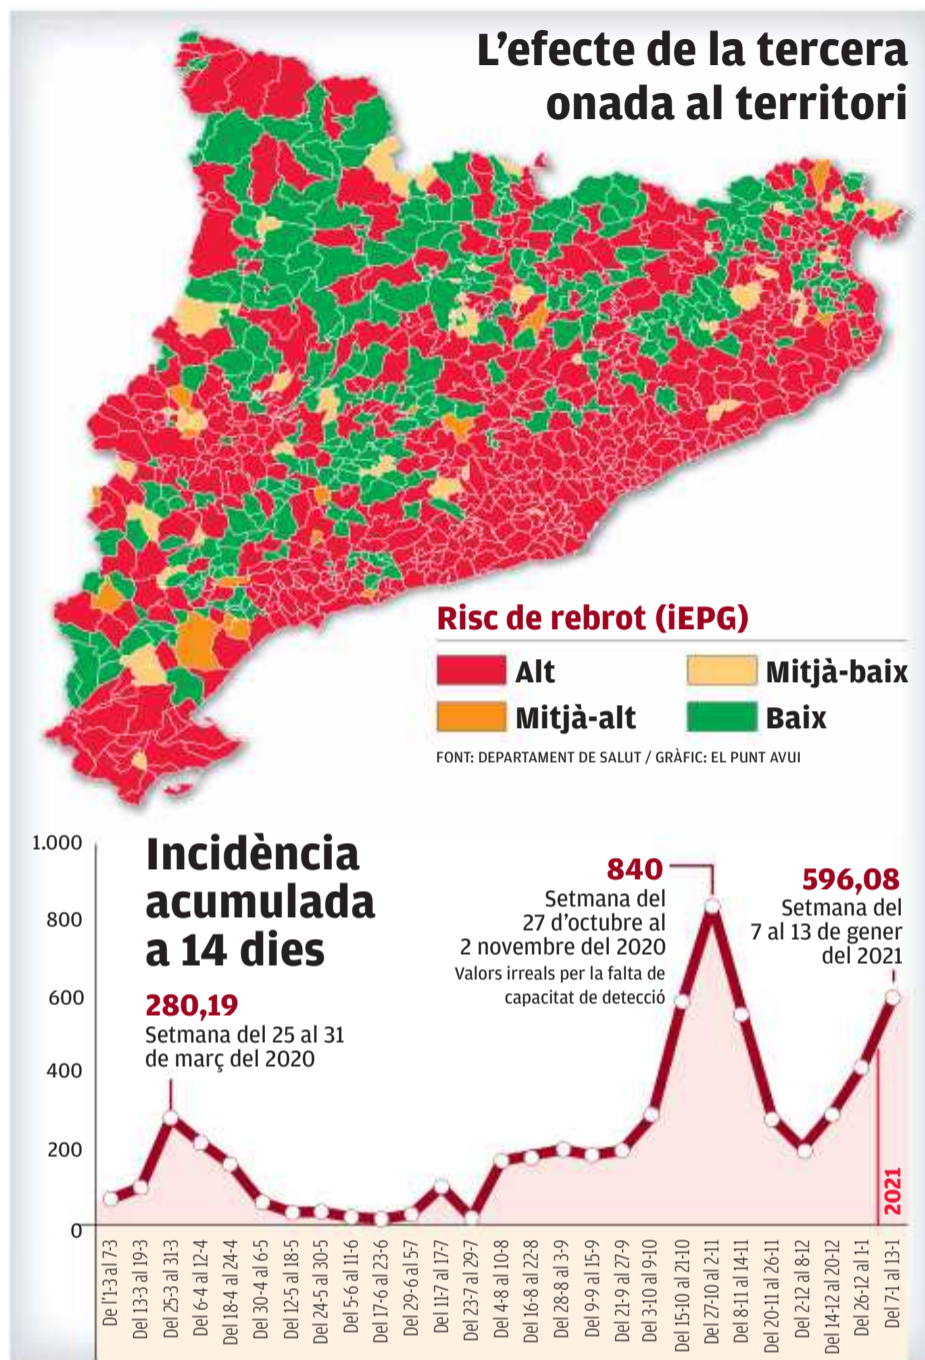 L’efecte de la tercera
onada al territori
Risc de rebrot (iEPG)
Alt
Mitjà-baix
Mitjà-alt
Baix
FONT: DEPARTAMENT DE SALUT / GRÀFIC: EL PUNT AVUI
Incidència
acumulada
a 14 dies
280,19
Setmana del 25 al 31
de març del 2020
840
Setmana del
27 d’octubre al
2 novembre del 2020
Valors irreals per la falta de
capacitat de detecció
596,08
Setmana del
7 al 13 de gener
del 2021
1.000
800
600
400
200
0
2021
De l'1-3 al 7-3
Del 13-3 al 19-3
Del 25-3 al 31-3
Del 6-4 al 12-4
Del 18-4 al 24-4
Del 30-4 al 6-5
Del 12-5 al 18-5
Del 24-5 al 30-5
Del 5-6 al 11-6
Del 17-6 al 23-6
Del 29-6 al 5-7
Del 11-7 al 17-7
Del 23-7 al 29-7
Del 4-8 al 10-8
Del 16-8 al 22-8
Del 28-8 al 3-9
Del 9-9 al 15-9
Del 21-9 al 27-9
Del 3-10 al 9-10
Del 15-10 al 21-10
Del 27-10 al 2-11
Del 8-11 al 14-11
Del 20-11 al 26-11
Del 2-12 al 8-12
Del 14-12 al 20-12
Del 26-12 al 1-1
Del 7-1 al 13-1